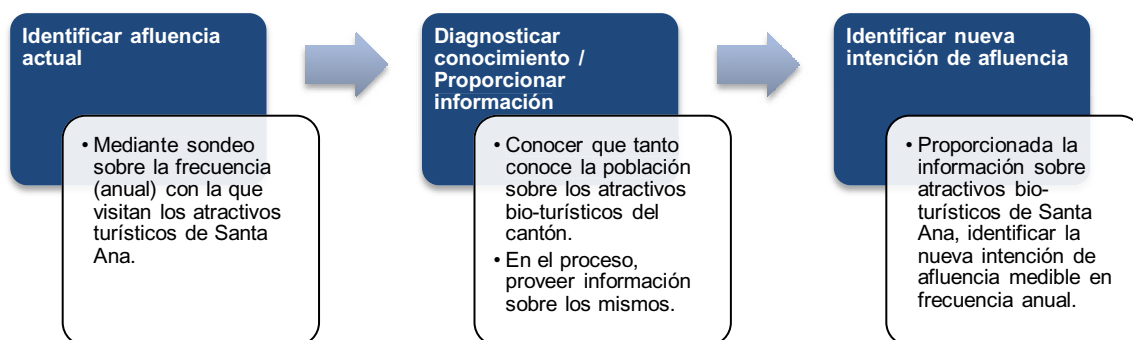 Identificar afluencia
actual
• Mediante sondeo
sobre la frecuencia
(anual) con la que
visitan los atractivos
turísticos de Santa
Ana.
Diagnosticar
conocimiento /
Proporcionar
información
• Conocer que tanto
conoce la población
sobre los atractivos
bio-turísticos del
cantón.
• En el proceso,
proveer información
sobre los mismos.
Identificar nueva
intención de afluencia
• Proporcionada la
información sobre
atractivos bio-
turísticos de Santa
Ana, identificar la
nueva intención de
afluencia medible en
frecuencia anual.